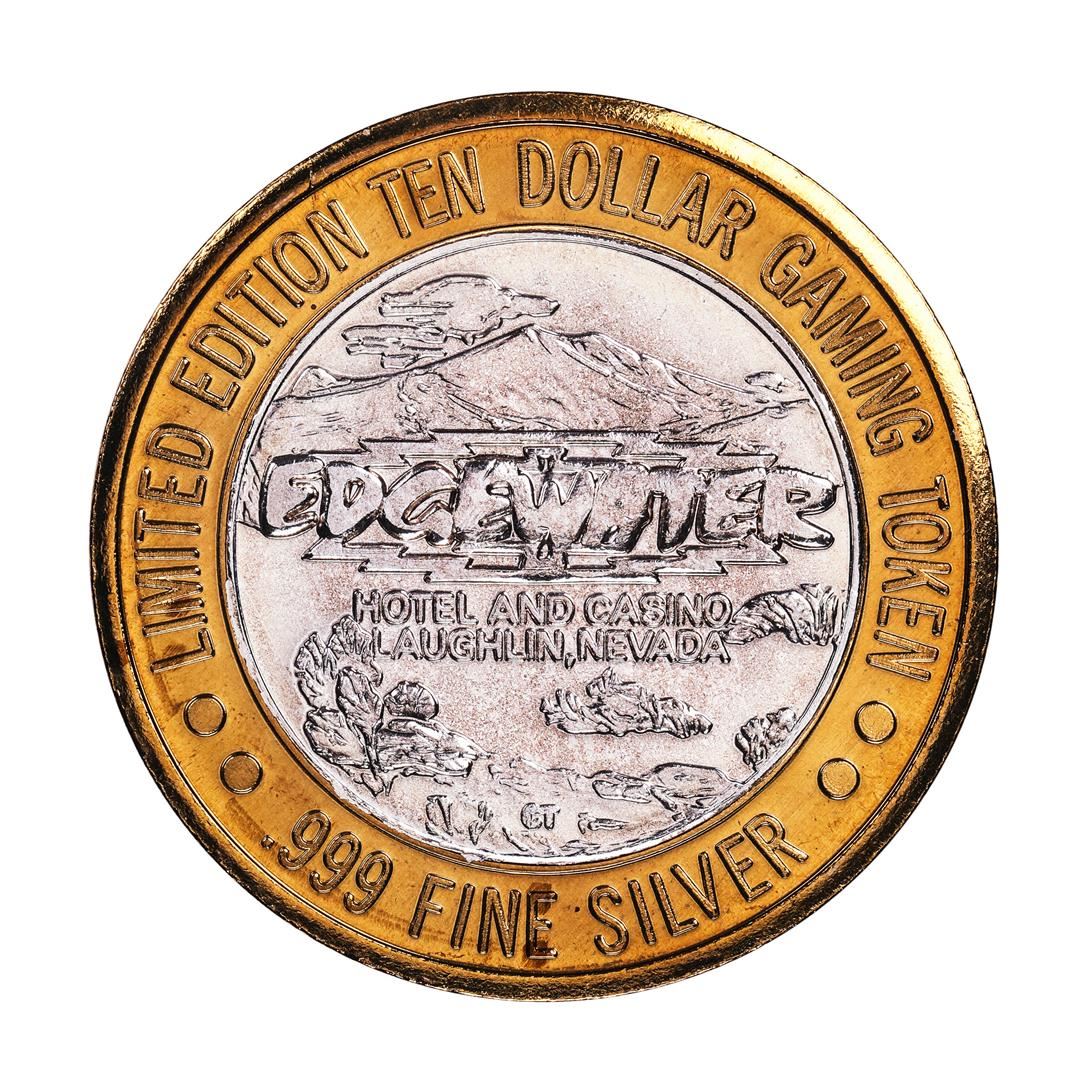 LIMITED EDITION TEN DOLLAR GAMING TOKEN
EDGEWATER
HOTEL AND CASINO
LAUGHLIN, NEVADA
GT
.999 FINE SILVER